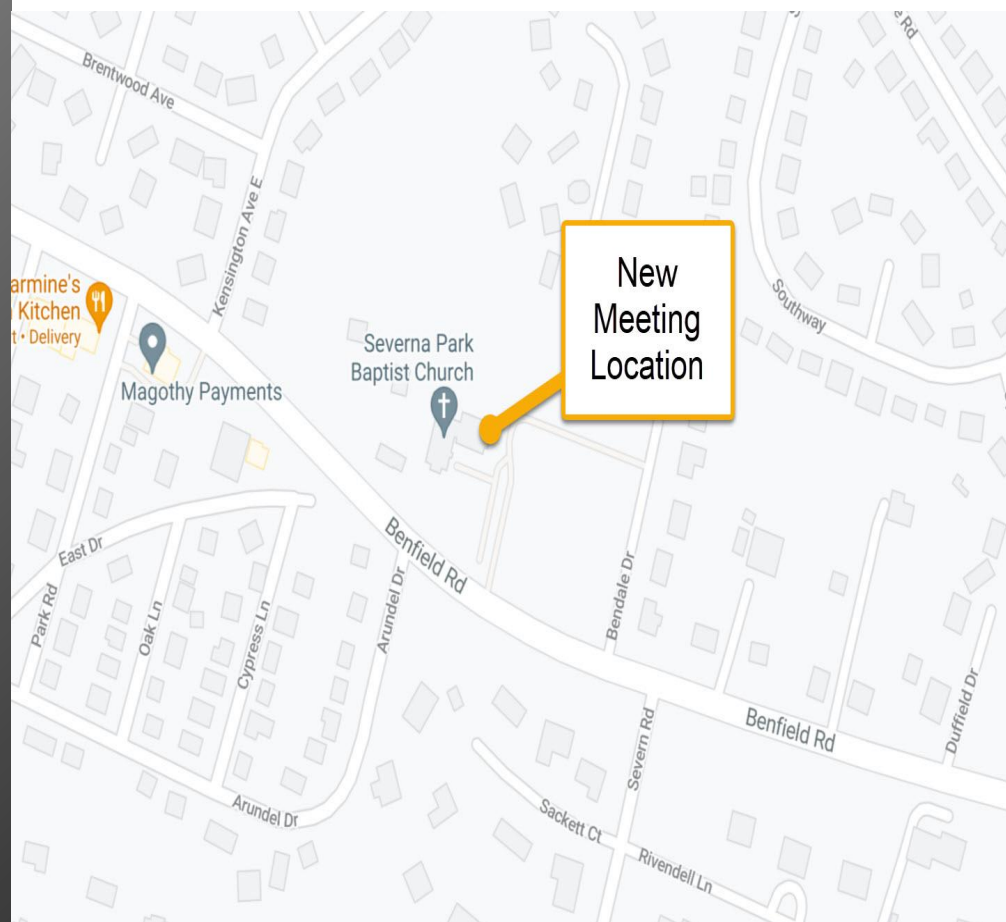 Brentwood Ave
Rd
Kensington Ave E
armine's
Kitchen
t • Delivery
Magothy Payments
Severna Park
Baptist Church
New
Meeting
Location
Southway
Benfield Rd
East Dr
Park Rd
Oak Ln
Cypress Ln
Arundel Dr
Bendale Dr
Severn Rd
Benfield Rd
Duffield Dr
Arundel Dr
Sackett Ct
Rivendell Ln